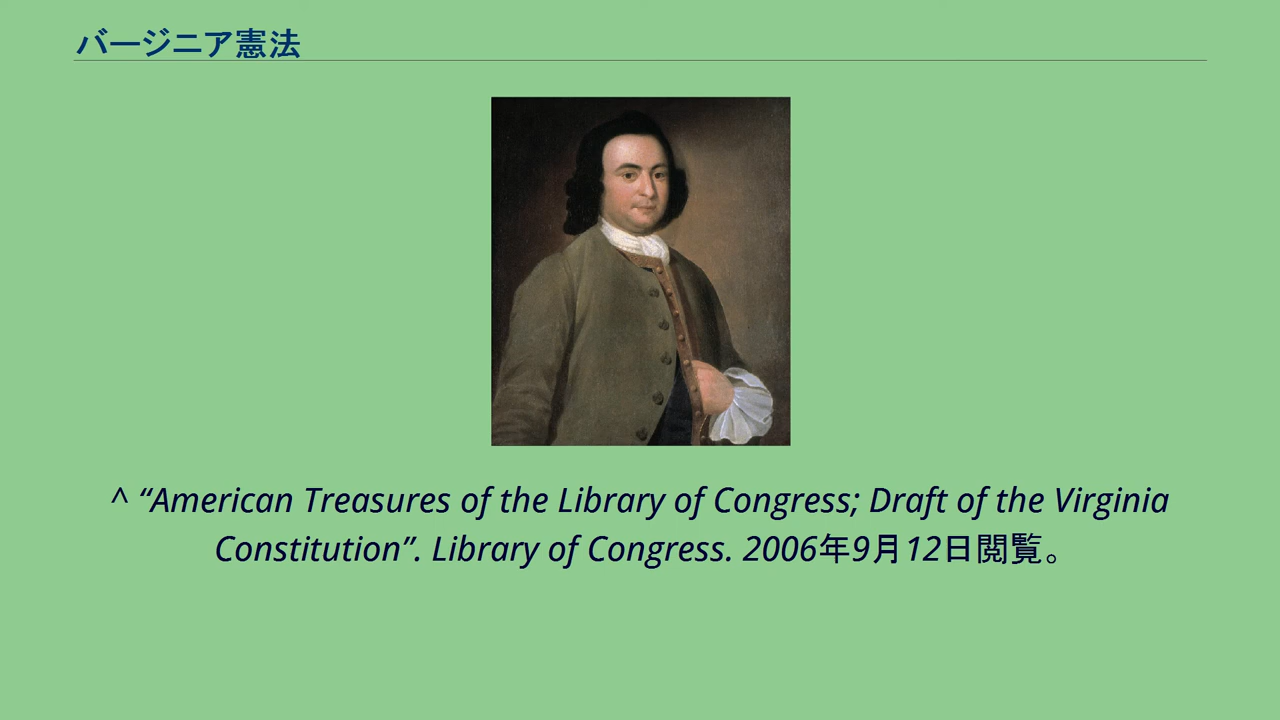 バージニア憲法
^ “American Treasures of the Library of Congress; Draft of the Virginia
Constitution”. Library of Congress. 2006年9月12日閲覧。